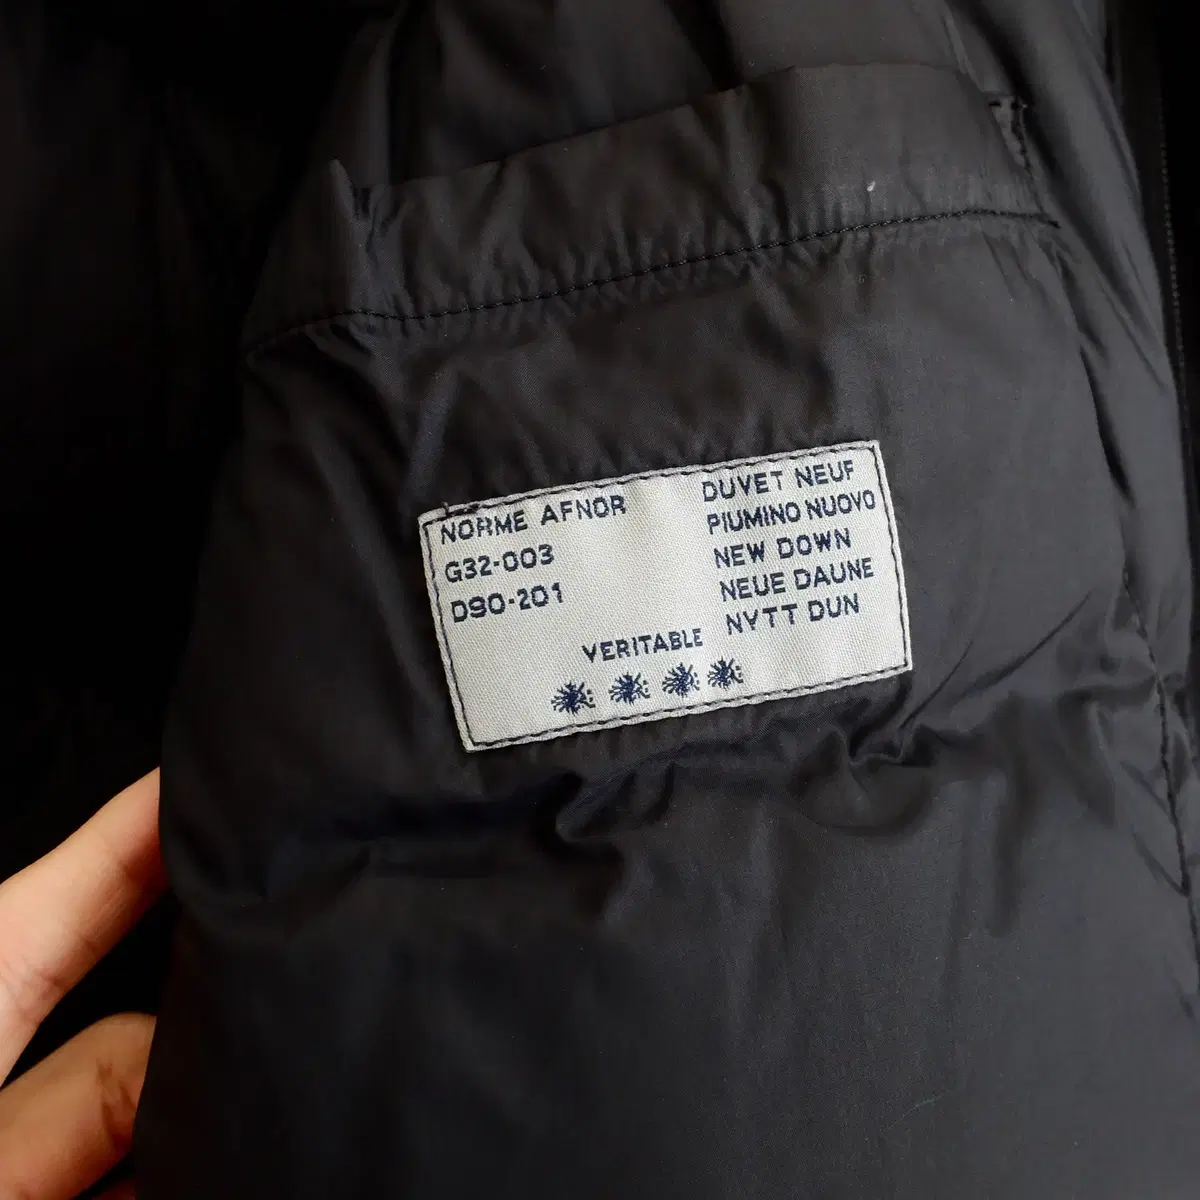 NORME AFNOR
G32-003
D90-201
DUVET NEUF
PIUMINO NUOVO
NEW DOWN
NEUE DAUNE
NYTT DUN
VERITABLE